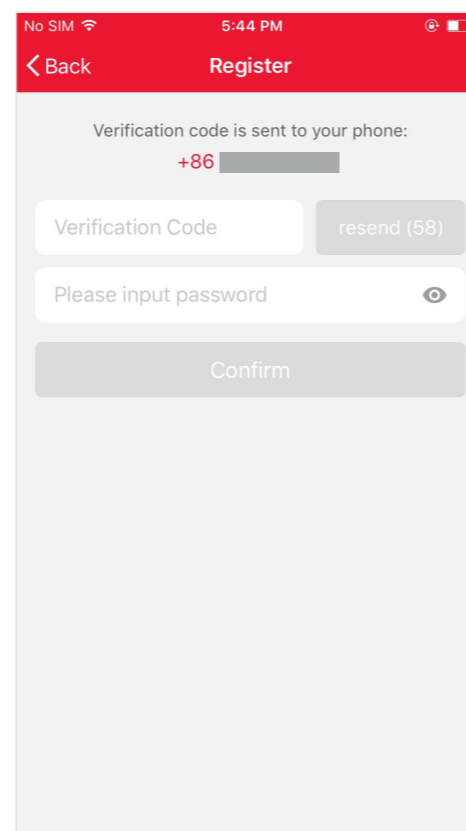 No SIM 5:44 PM
Back Register
Verification code is sent to your phone:
+86
Verification Code resend (58)
Please input password
Confirm